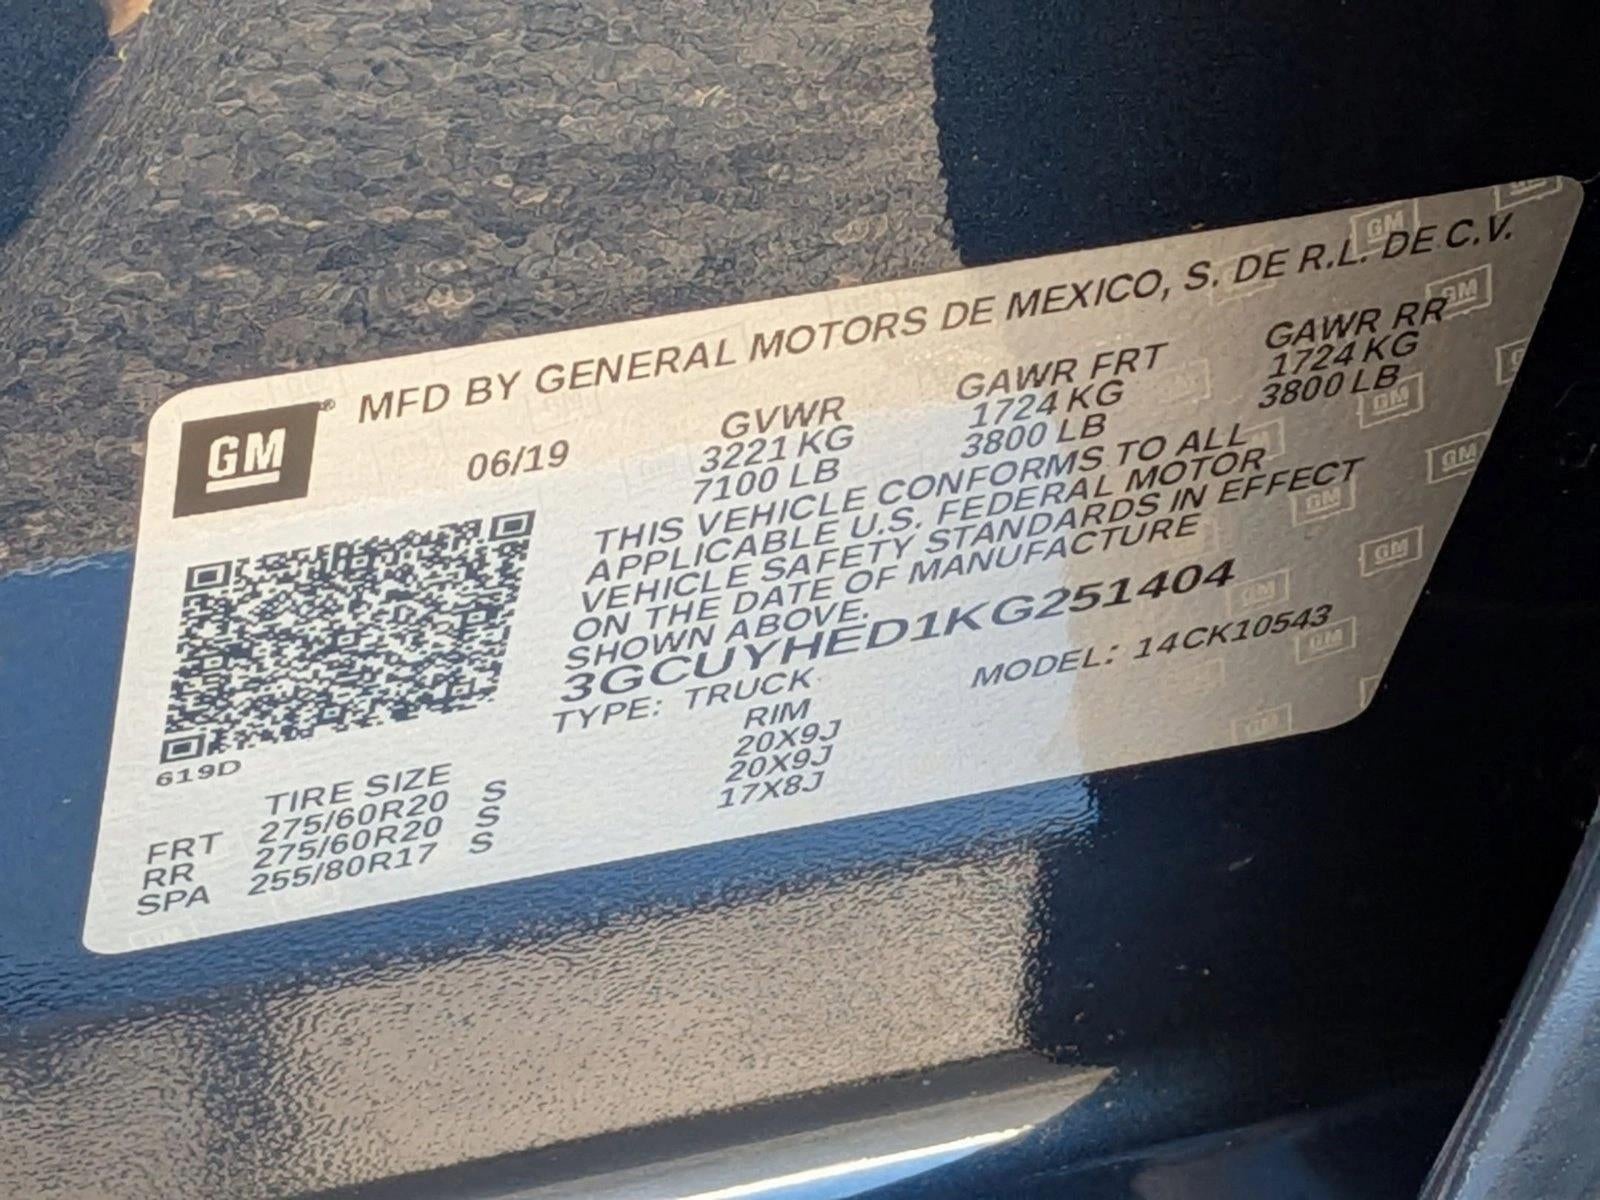 MFD BY GENERAL MOTORS DE MEXICO, S. DE R.L. DE C.V.
GM®
06/19 GVWR GAWR FRT GAWR RR
3221 KG 1724 KG 1724 KG
7100 LB 3800 LB 3800 LB
THIS VEHICLE CONFORMS TO ALL
APPLICABLE U.S. FEDERAL MOTOR
VEHICLE SAFETY STANDARDS IN EFFECT
ON THE DATE OF MANUFACTURE
SHOWN ABOVE.
3GCUYHED1KG251404
TYPE: TRUCK MODEL: 14CK10543
619D
TIRE SIZE RIM
FRT 275/60R20 S 20X9J
RR 275/60R20 S 20X9J
SPA 255/80R17 S 17X8J